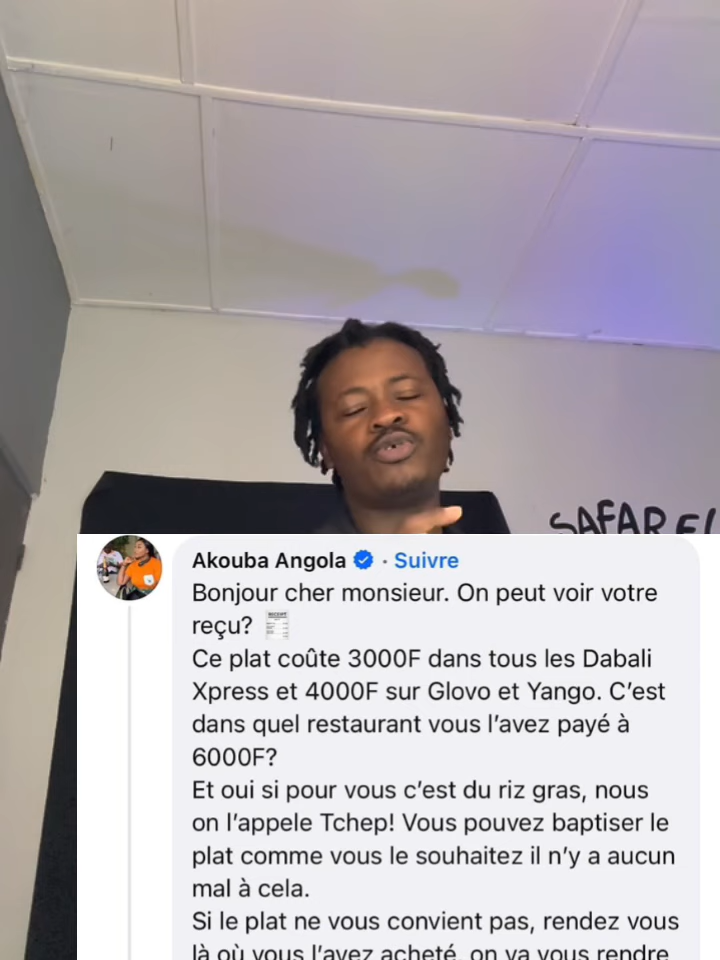 SAFAREL
Akouba Angola · Suivre
Bonjour cher monsieur. On peut voir votre
reçu?
Ce plat coûte 3000F dans tous les Dabali
Xpress et 4000F sur Glovo et Yango. C’est
dans quel restaurant vous l’avez payé à
6000F?
Et oui si pour vous c’est du riz gras, nous
on l’appele Tchep! Vous pouvez baptiser le
plat comme vous le souhaitez il n’y a aucun
mal à cela.
Si le plat ne vous convient pas, rendez vous
là où vous l’avez acheté, on va vous rendre